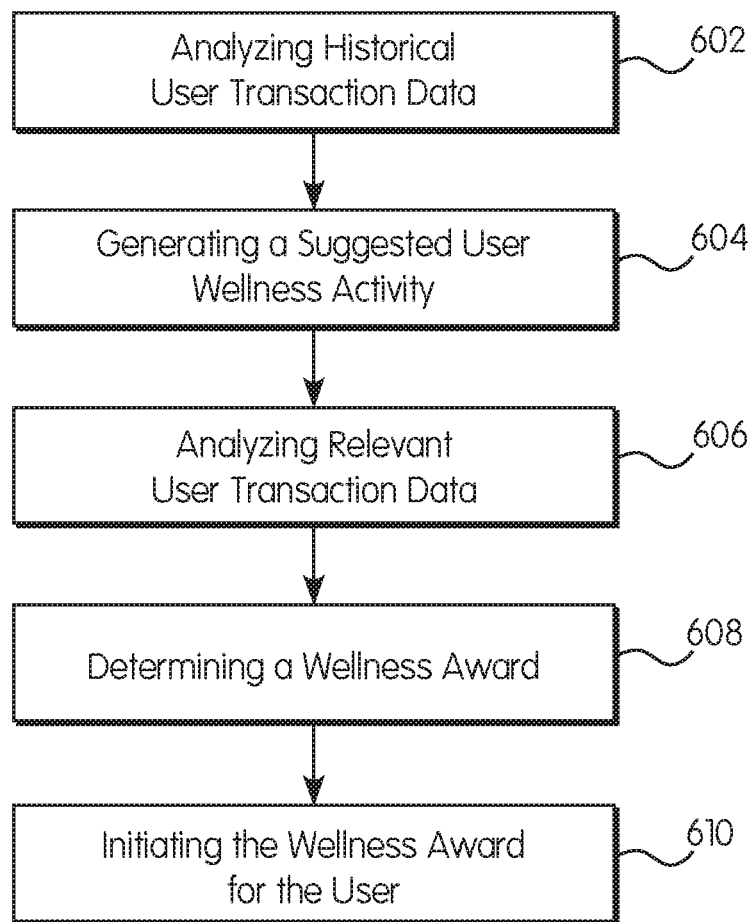 Analyzing Historical
User Transaction Data
602
Generating a Suggested User
Wellness Activity
604
Analyzing Relevant
User Transaction Data
606
Determining a Wellness Award
608
Initiating the Wellness Award
for the User
610